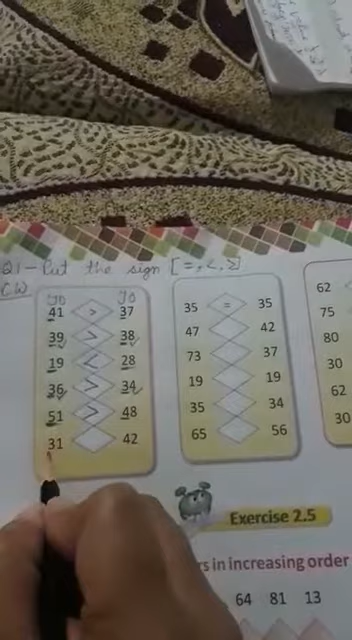 Q1-Put the sign [=,<,>]
CW
TO TO
41 > 37
39 > 38
19 < 28
36 > 34
51 > 48
31 42
35 = 35
47 42
73 37
19 19
35 34
65 56
62
75
80
30
62
30
Exercise 2.5
rs in increasing order
64 81 13